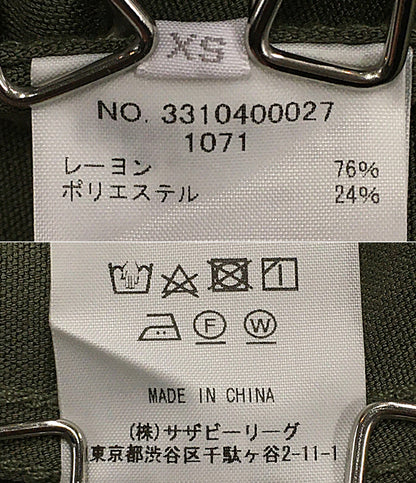 XS
NO. 3310400027
1071
レーヨン 76%
ポリエステル 24%
F W
MADE IN CHINA
(株)サザビーリーグ
東京都渋谷区千駄ヶ谷2-11-1